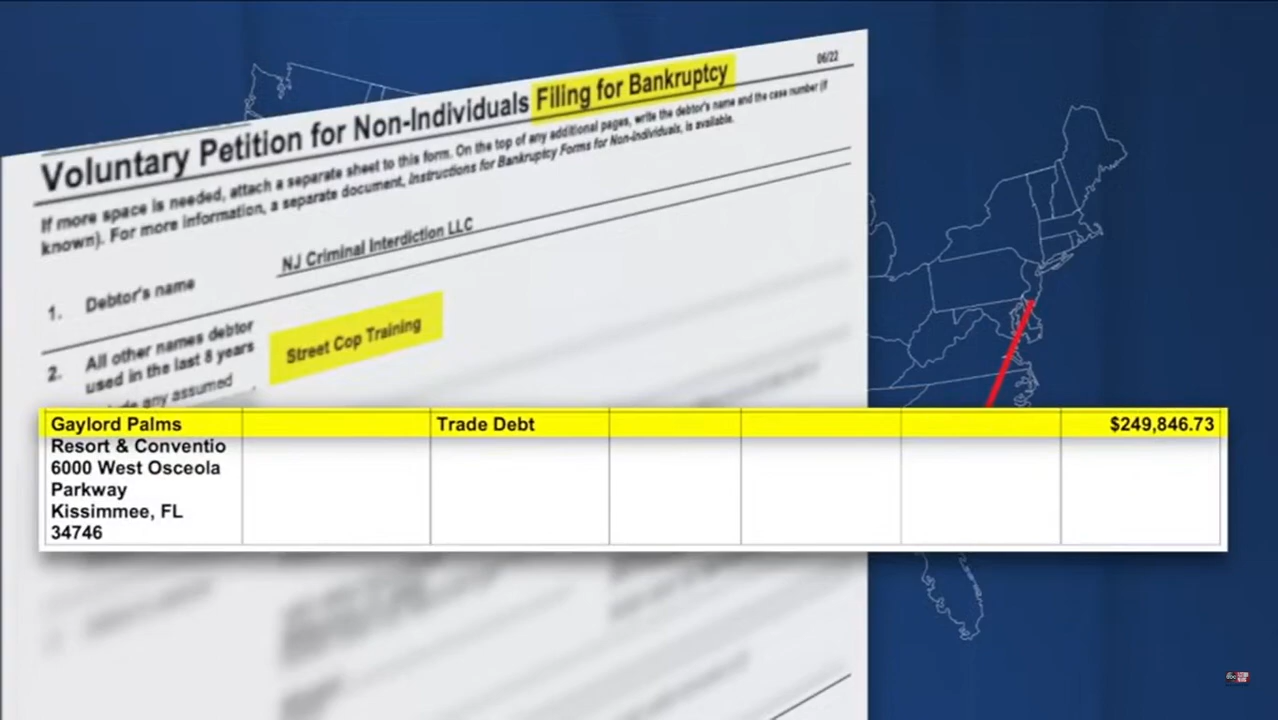 06/22
Voluntary Petition for Non-Individuals Filing for Bankruptcy
If more space is needed, attach a separate sheet to this form. On the top of any additional pages, write the debtor's name and the case number (if
known). For more information, a separate document, Instructions for Bankruptcy Forms for Non-Individuals, is available.
1. Debtor's name
NJ Criminal Interdiction LLC
2. All other names debtor
used in the last 8 years
any assumed
Street Cop Training
Gaylord Palms Trade Debt $249,846.73
Resort & Conventio
6000 West Osceola
Parkway
Kissimmee, FL
34746
abc